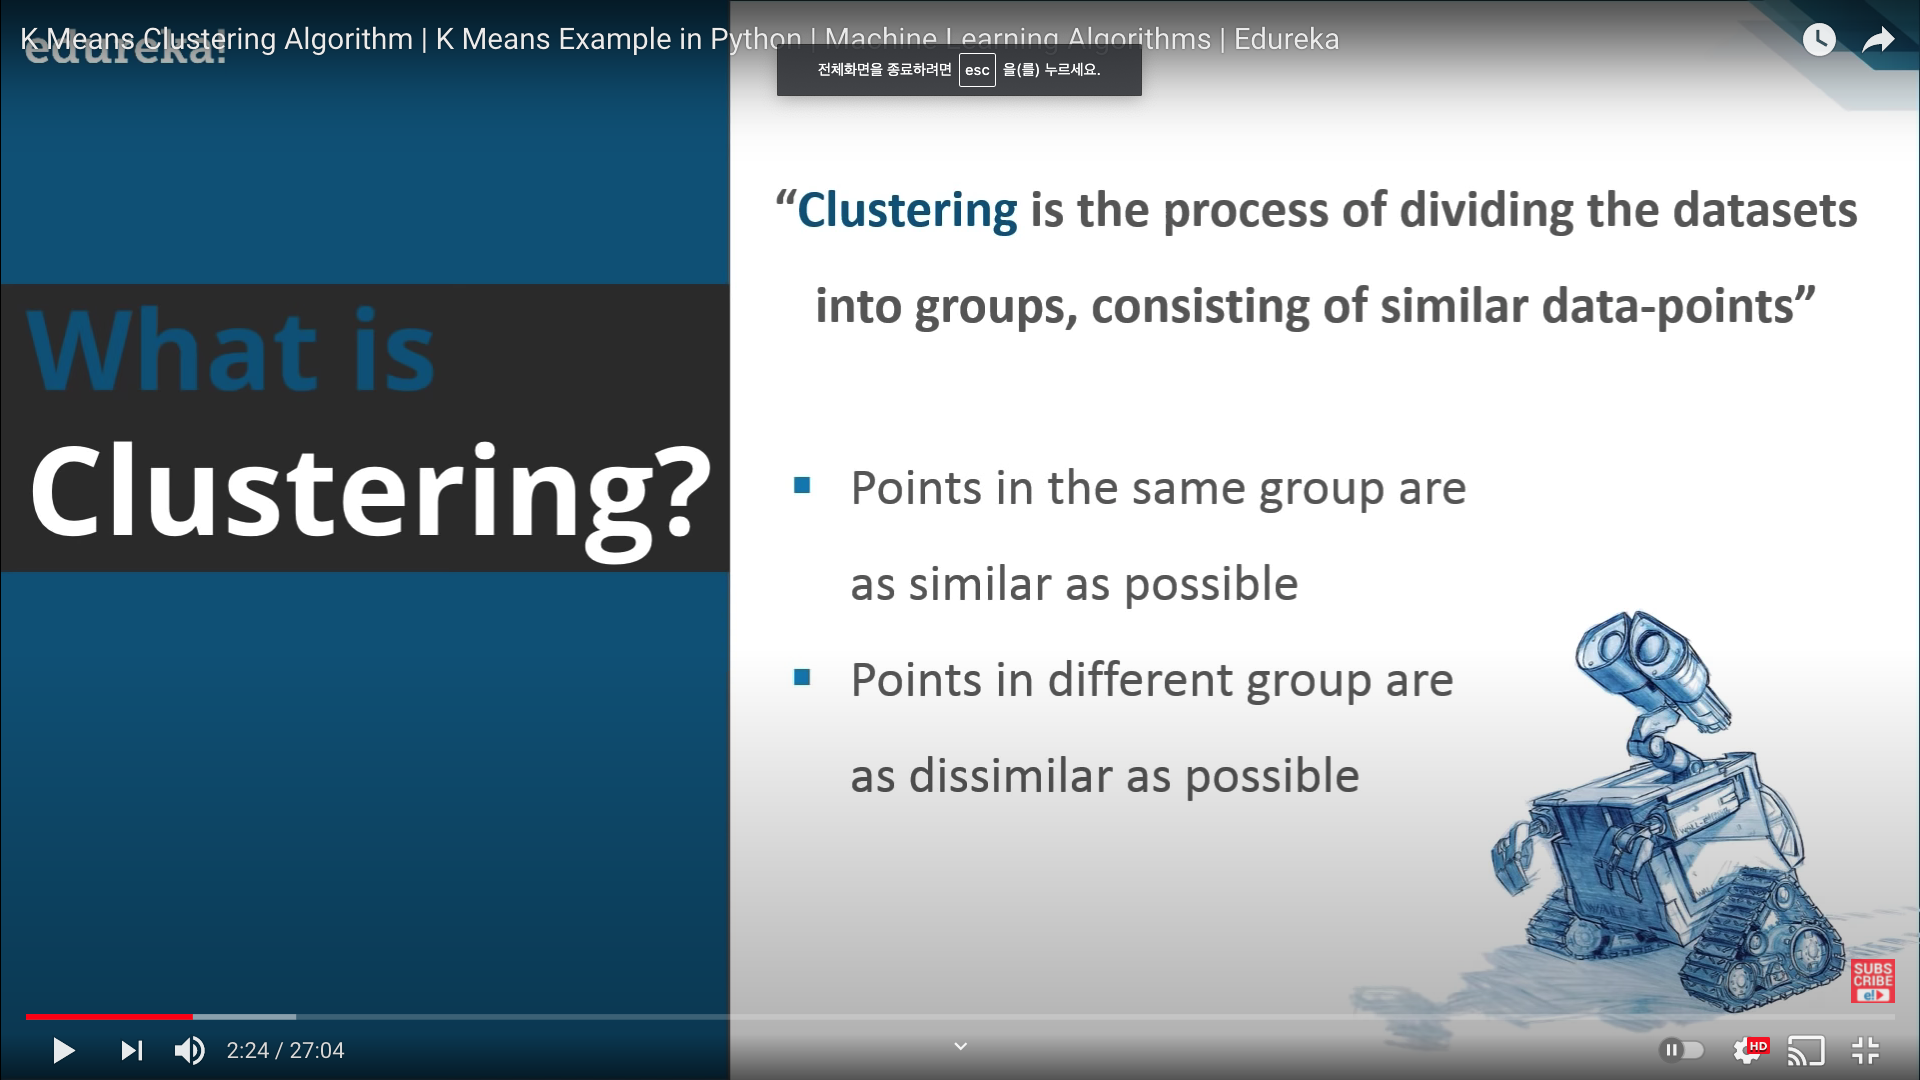 K Means Clustering Algorithm | K Means Example in Python | Machine Learning Algorithms | Edureka
edureka!
전체화면을 종료하려면 esc 을(를) 누르세요.
What is
Clustering?
“Clustering is the process of dividing the datasets
into groups, consisting of similar data-points”
▪ Points in the same group are
as similar as possible
▪ Points in different group are
as dissimilar as possible
WALL-E
SUBS
CRIBE
e!
2:24 / 27:04
HD